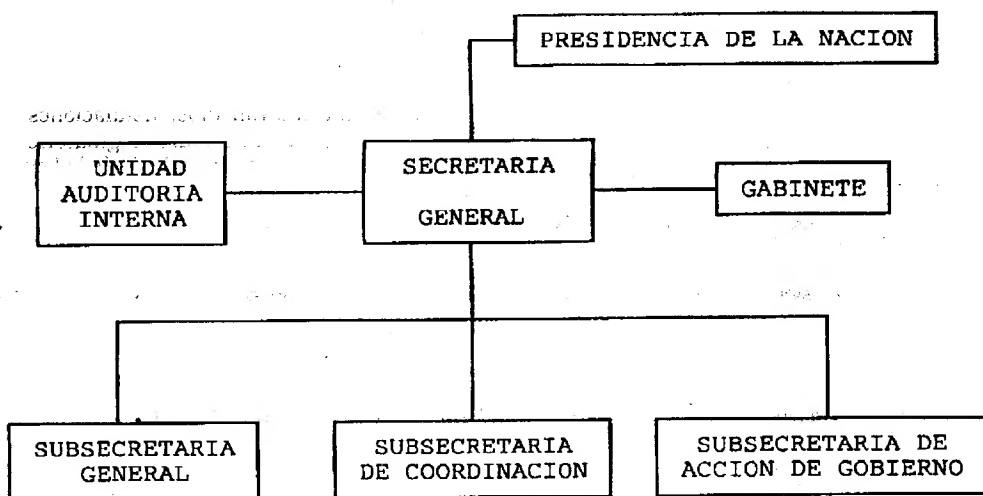 PRESIDENCIA DE LA NACION
UNIDAD
AUDITORIA
INTERNA
SECRETARIA
GENERAL
GABINETE
SUBSECRETARIA
GENERAL
SUBSECRETARIA
DE COORDINACION
SUBSECRETARIA DE
ACCION DE GOBIERNO